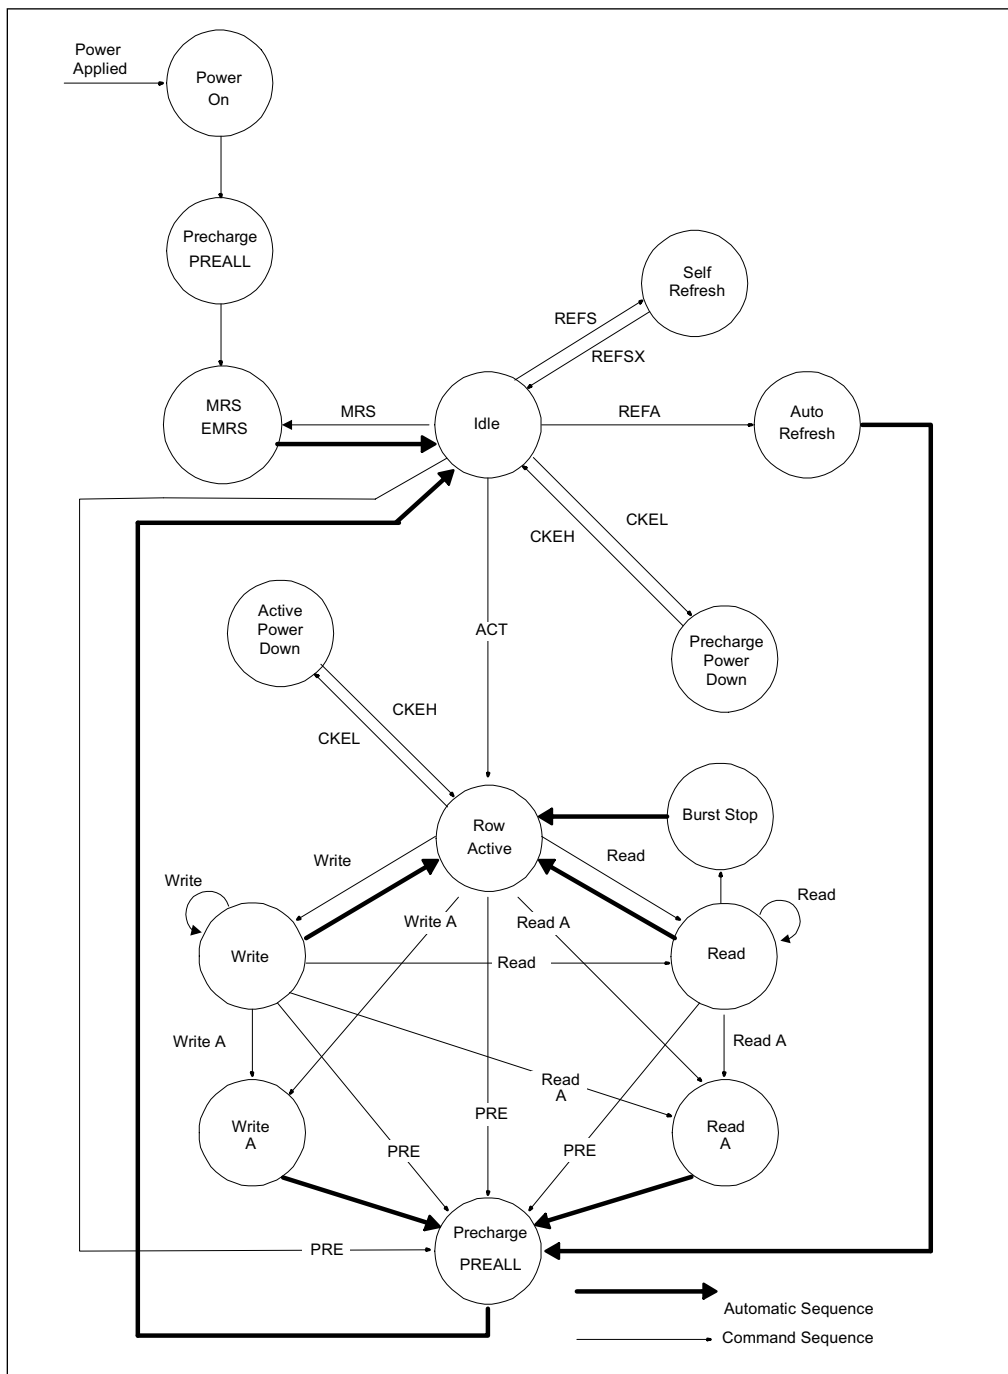 Power
Applied
Power
On
Precharge
PREALL
Self
Refresh
REFS
REFSX
MRS
EMRS
MRS
Idle
REFA
Auto
Refresh
CKEL
CKEH
Active
Power
Down
ACT
Precharge
Power
Down
CKEH
CKEL
Burst Stop
Row
Active
Write
Read
Write
Read
Write A
Read A
Write
Read
Read
Write A
Read A
Read
A
Write
A
PRE
Read
A
PRE
PRE
Precharge
PREALL
PRE
Automatic Sequence
Command Sequence